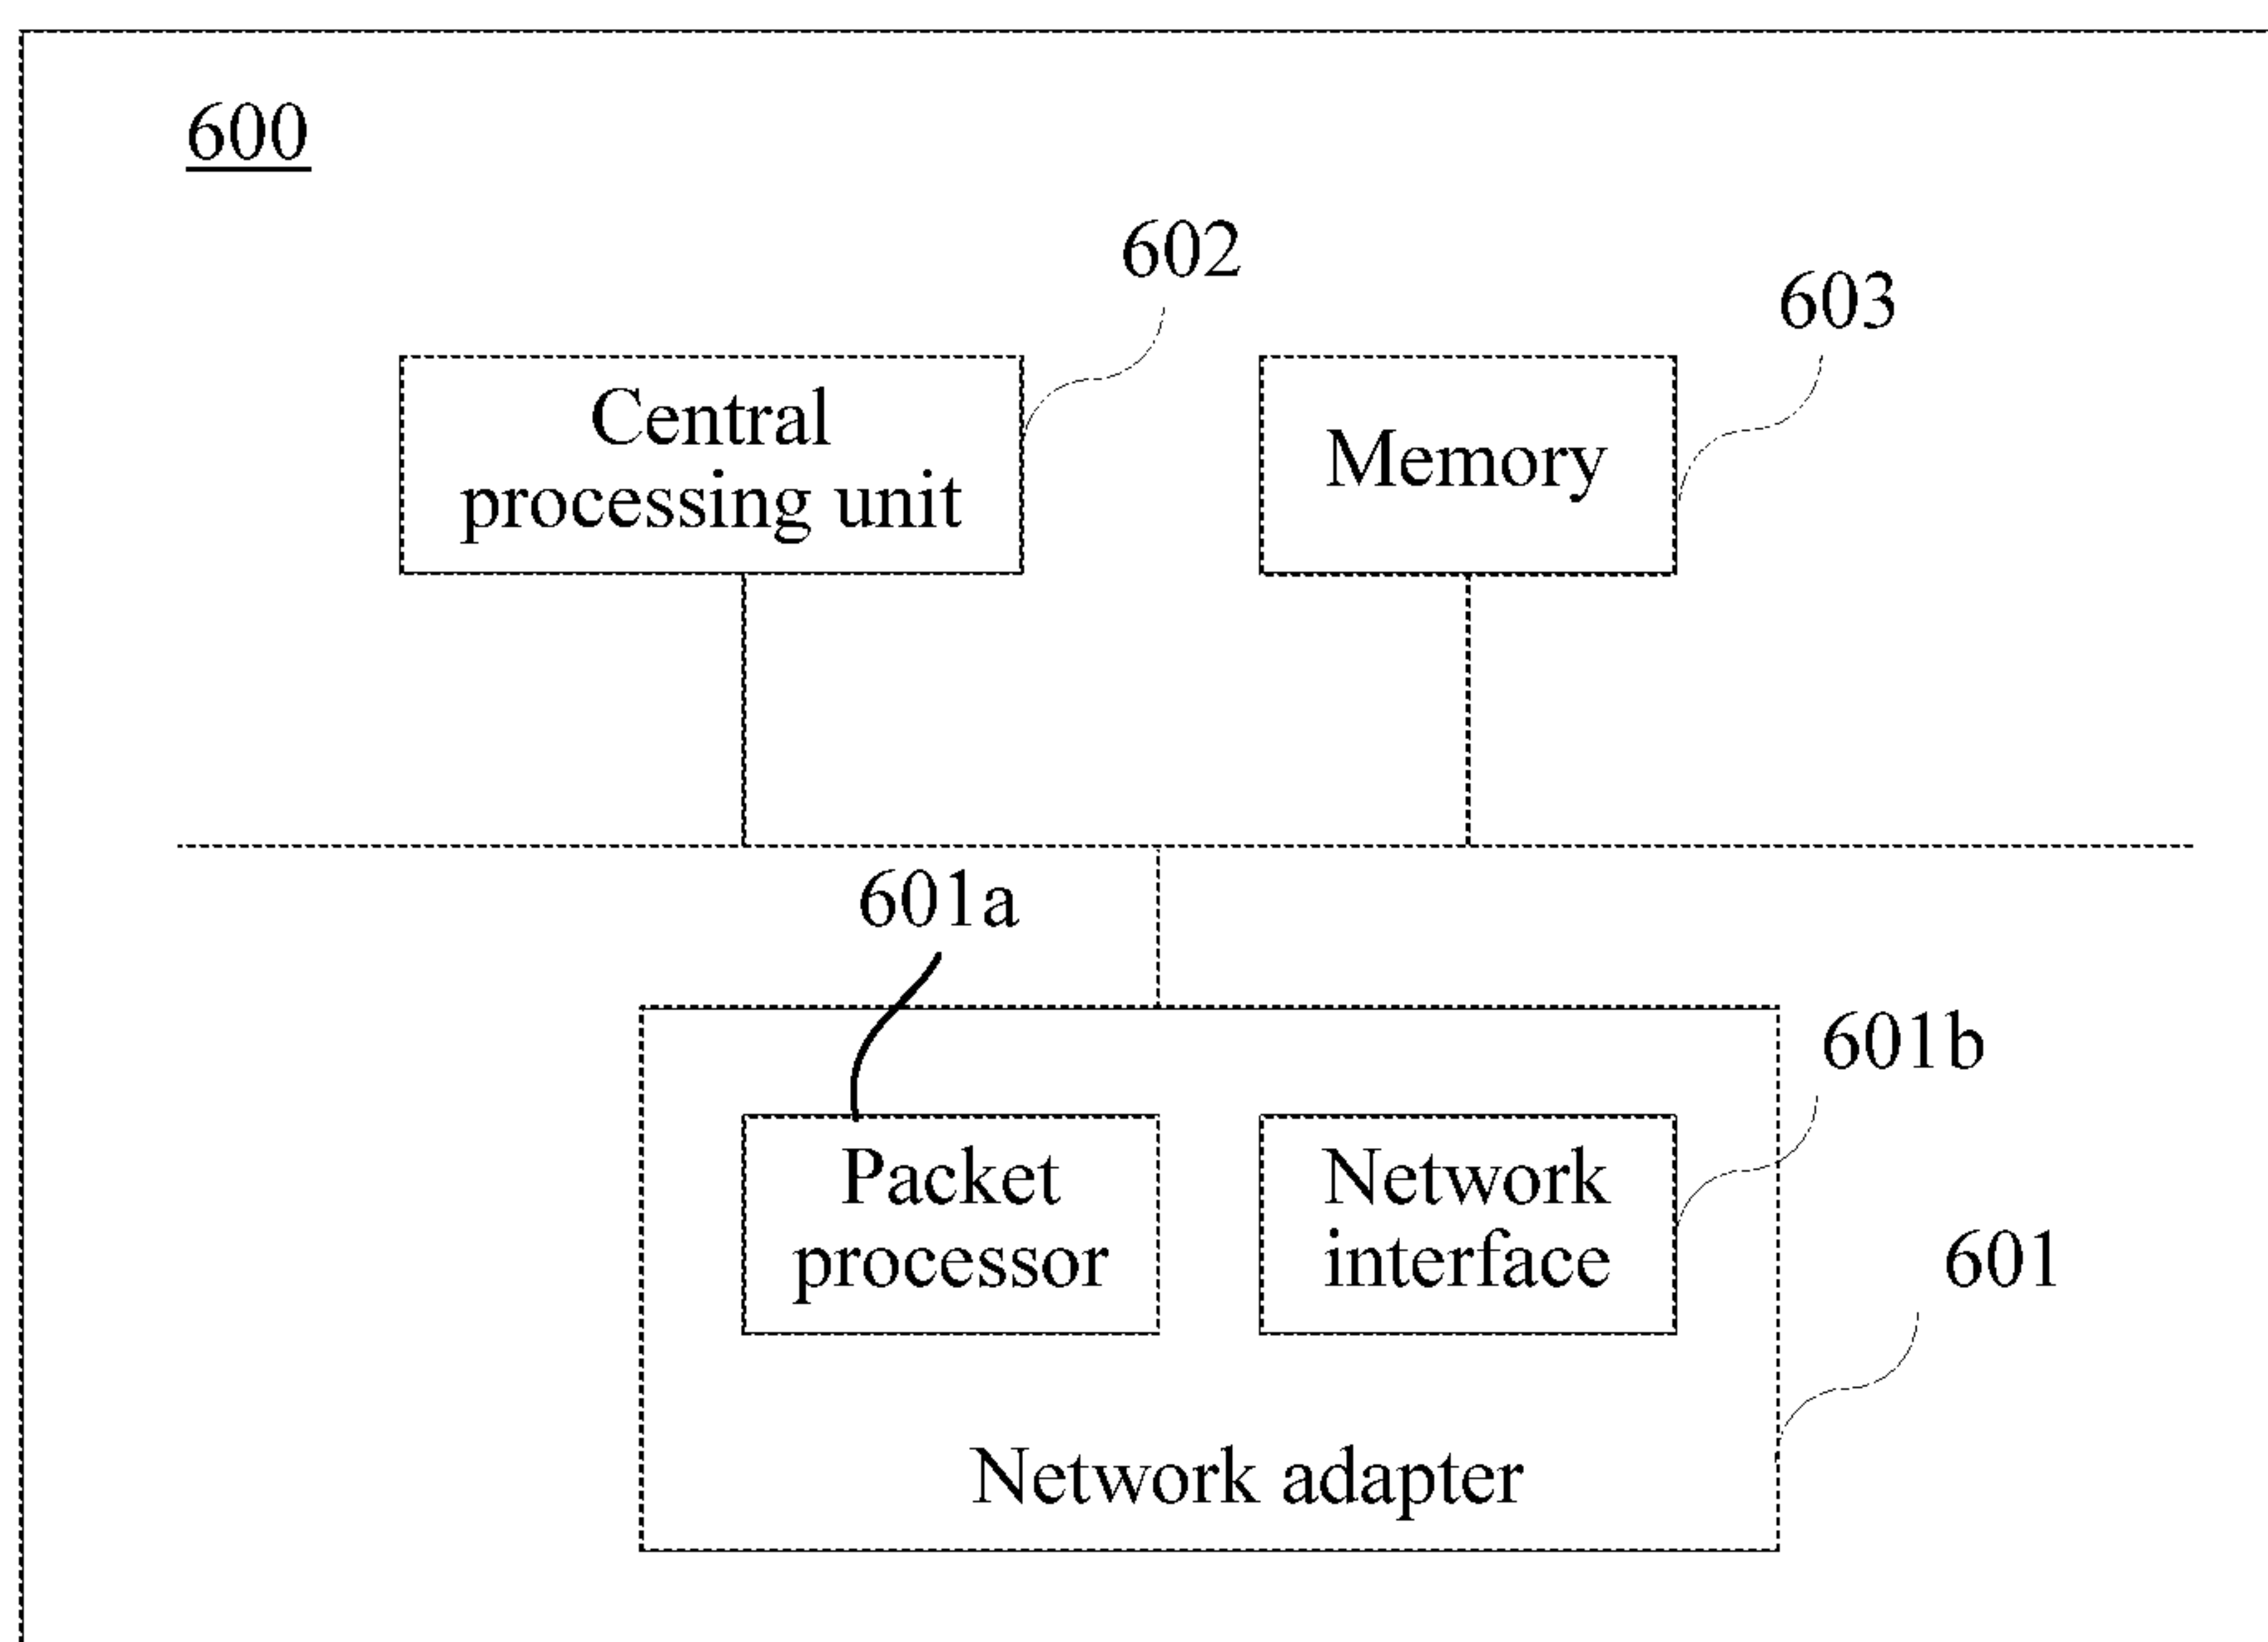 600
602
603
Central
processing unit
Memory
601a
601b
Packet
processor
Network
interface
601
Network adapter